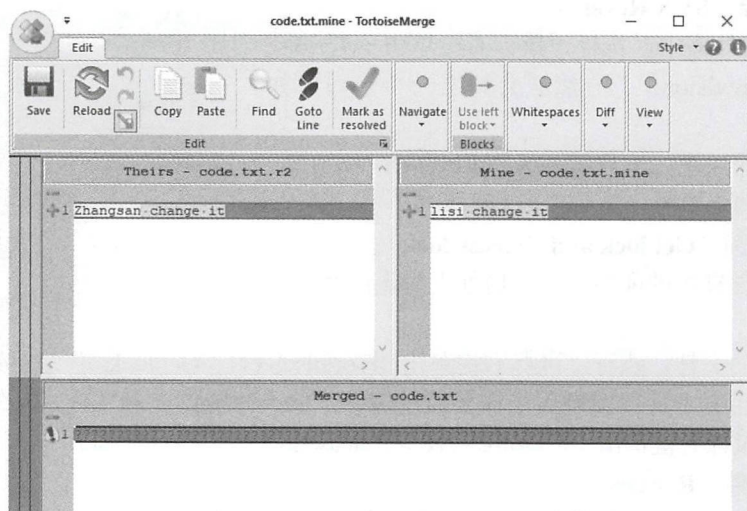 code.txt.mine - TortoiseMerge
Edit
Style
Save
Reload
Copy
Paste
Find
Goto
Line
Mark as
resolved
Navigate
Use left
block
Whitespaces
Diff
View
Edit
Blocks
Theirs - code.txt.r2
Mine - code.txt.mine
1 Zhangsan·change·it
1 lisi·change·it
Merged - code.txt